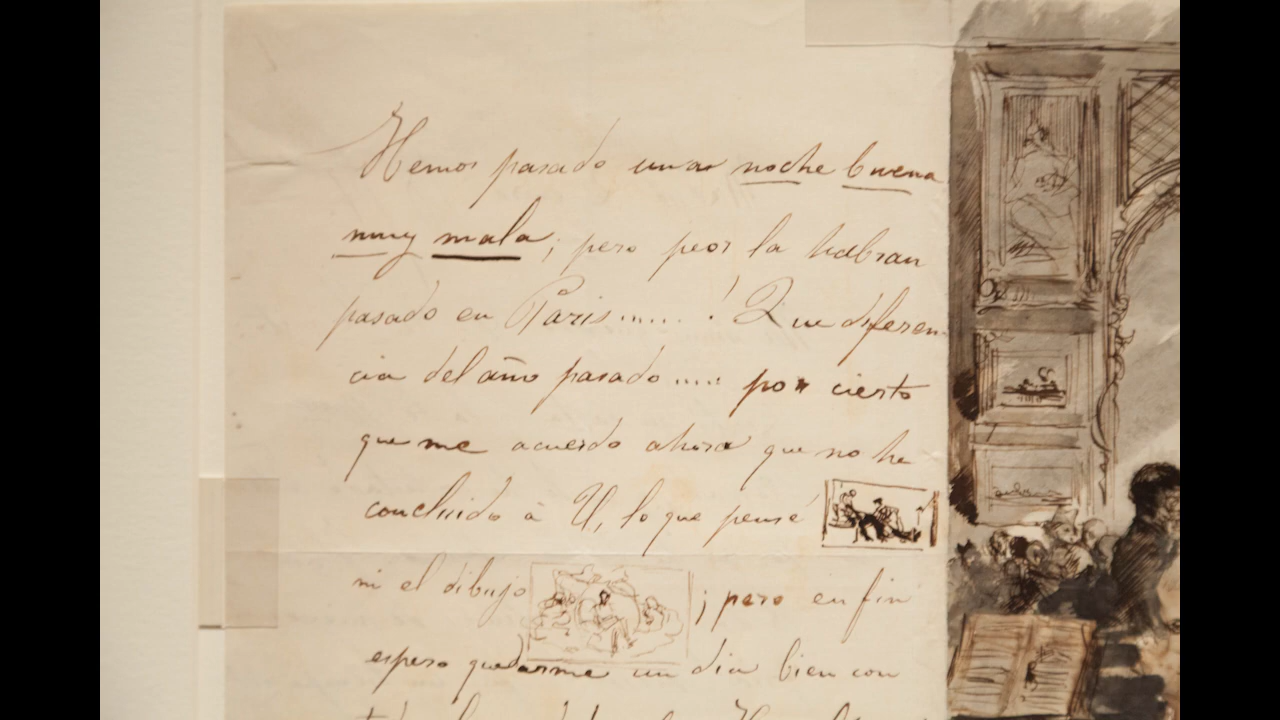 Hemos pasado una noche buena
muy mala; pero peor la habran
pasado en Paris......! Que diferen-
cia del año pasado.... por cierto
que me acuerdo ahora que no he
concluido à U, lo que pensé
ni el dibujo ; pero en fin
espero quedarme un dia bien con